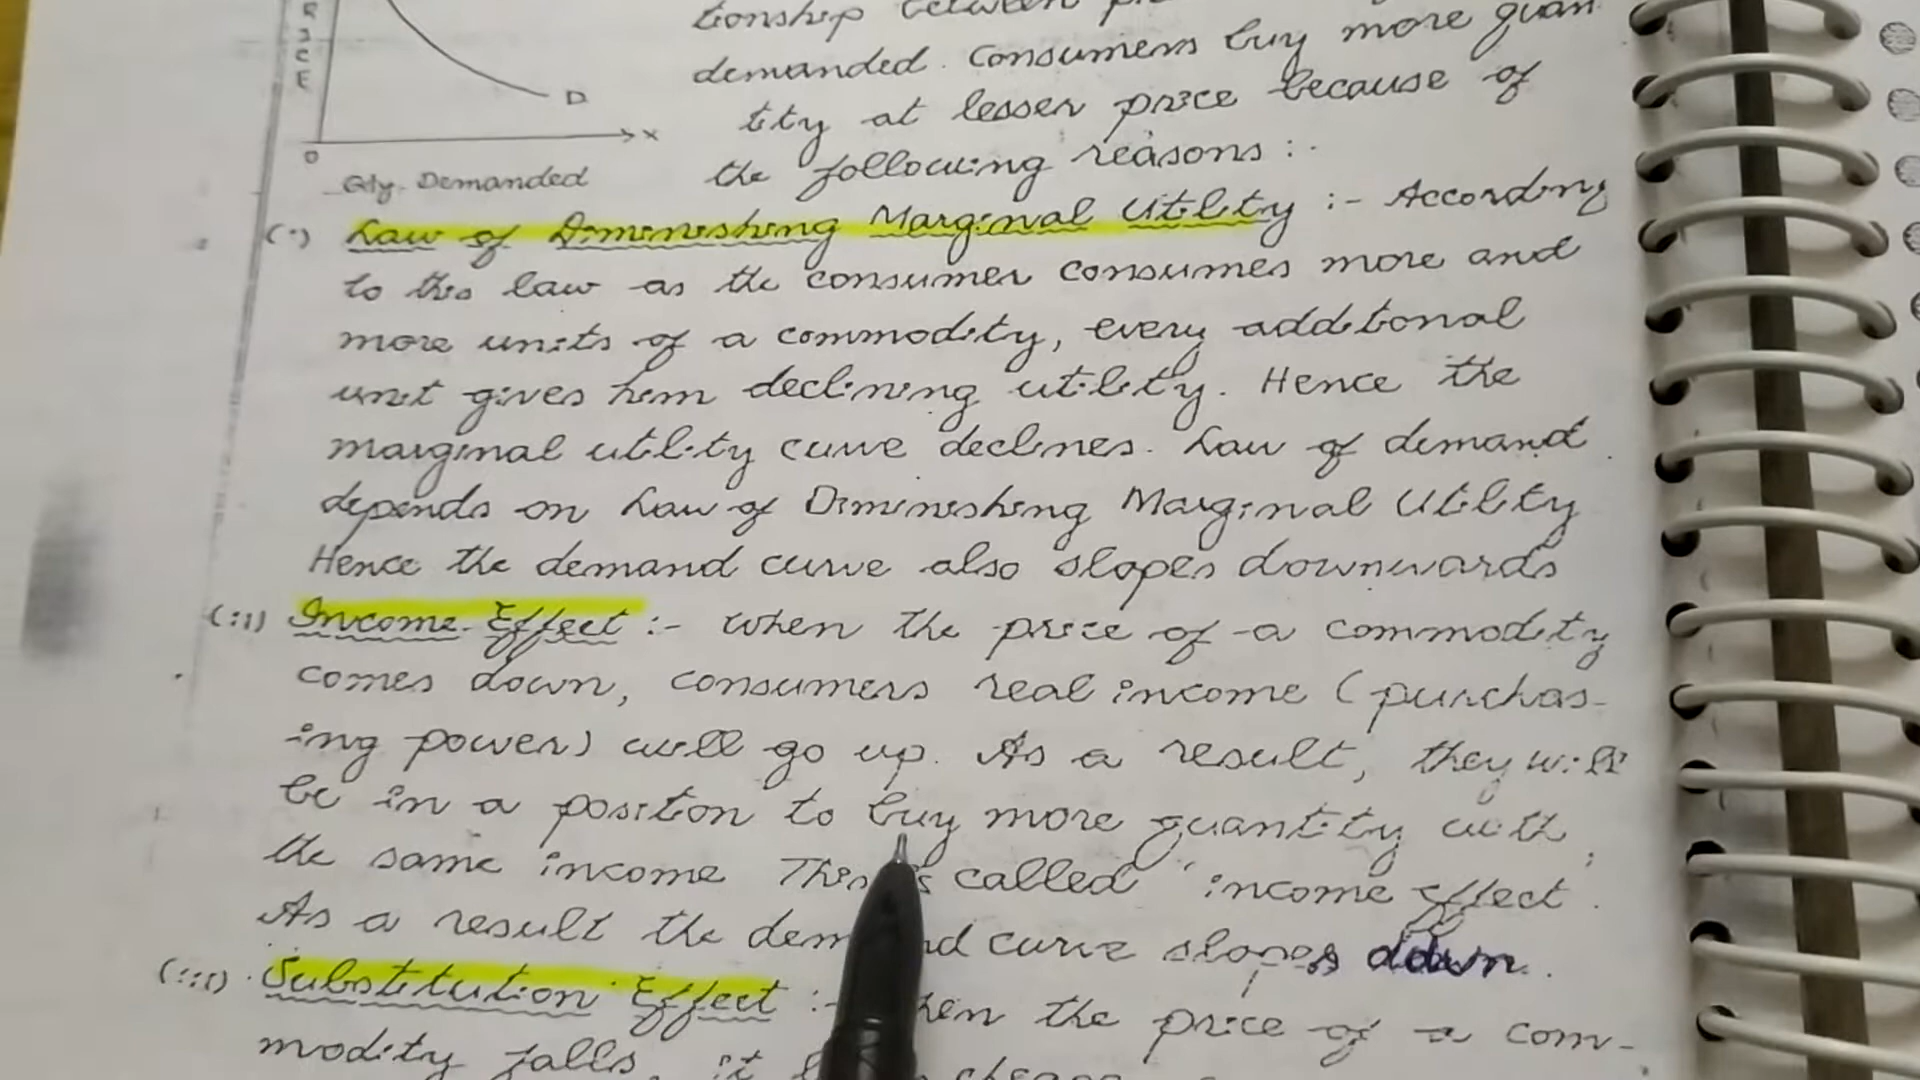 R
I
C
E
D
X
O
Qty. Demanded
tionship between
demanded. Consumers buy more quan
tity at lesser price because of
the following reasons :-
(i) Law of Diminishing Marginal Utility :- According
to this law as the consumer consumes more and
more units of a commodity, every additional
unit gives him declining utility. Hence the
marginal utility curve declines. Law of demand
depends on Law of Diminishing Marginal Utility
Hence the demand curve also slopes downwards
(ii) Income Effect :- When the price of a commodity
comes down, consumers real income (purchas-
ing power) will go up. As a result, they will
be in a position to buy more quantity with
the same income This called 'income effect'.
As a result the demand curve slopes down.
(iii) Substitution Effect :- the price of a com-
modity falls, it